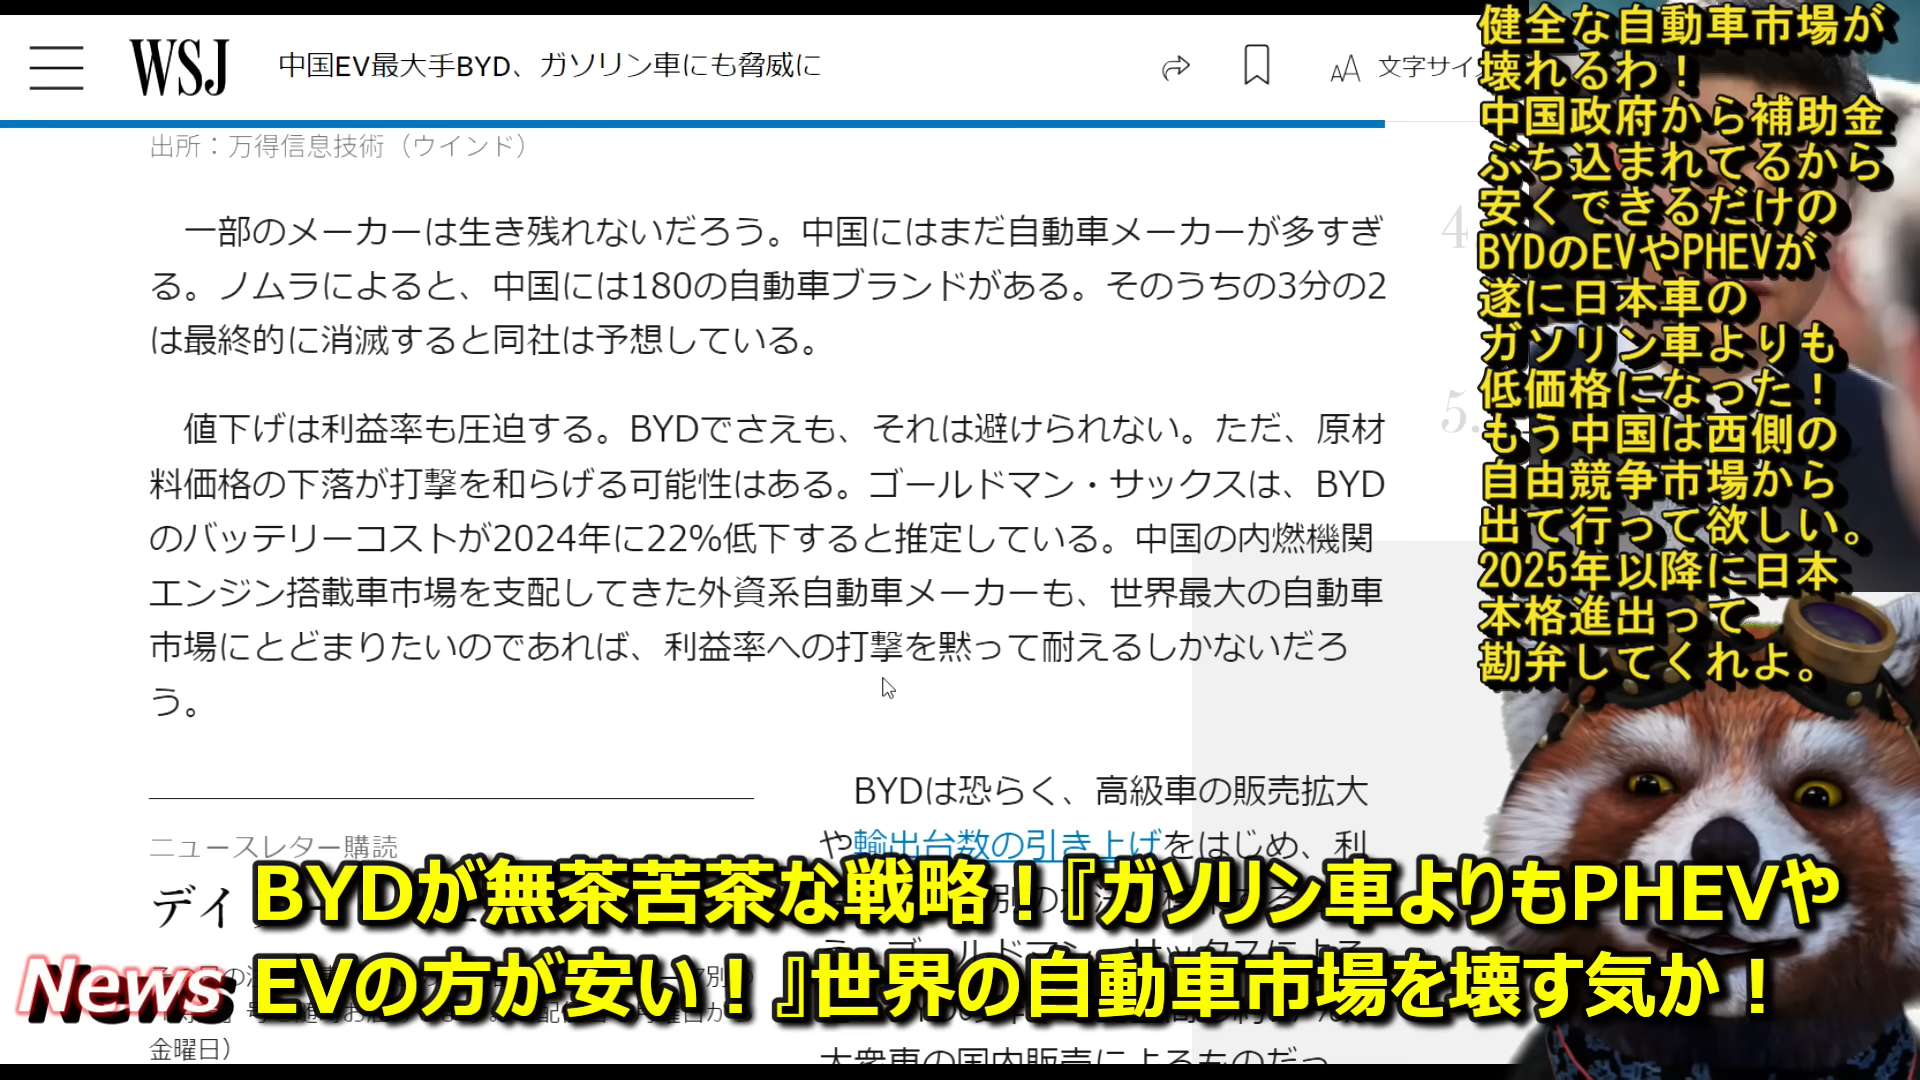 WSJ
中国EV最大手BYD、ガソリン車にも脅威に
文字サイ
出所：万得信息技術（ウインド）
一部のメーカーは生き残れないだろう。中国にはまだ自動車メーカーが多すぎ
る。ノムラによると、中国には180の自動車ブランドがある。そのうちの3分の2
は最終的に消滅すると同社は予想している。
値下げは利益率も圧迫する。BYDでさえも、それは避けられない。ただ、原材
料価格の下落が打撃を和らげる可能性はある。ゴールドマン・サックスは、BYD
のバッテリーコストが2024年に22%低下すると推定している。中国の内燃機関
エンジン搭載車市場を支配してきた外資系自動車メーカーも、世界最大の自動車
市場にとどまりたいのであれば、利益率への打撃を黙って耐えるしかないだろ
う。
BYDは恐らく、高級車の販売拡大
や輸出台数の引き上げをはじめ、利
ニュースレター購読
金曜日）
大衆車の国内販売によるものだっ
4
5.
健全な自動車市場が
壊れるわ！
中国政府から補助金
ぶち込まれてるから
安くできるだけの
BYDのEVやPHEVが
遂に日本車の
ガソリン車よりも
低価格になった！
もう中国は西側の
自由競争市場から
出て行って欲しい。
2025年以降に日本
本格進出って
勘弁してくれよ。
News
BYDが無茶苦茶な戦略！『ガソリン車よりもPHEVや
EVの方が安い！』世界の自動車市場を壊す気か！